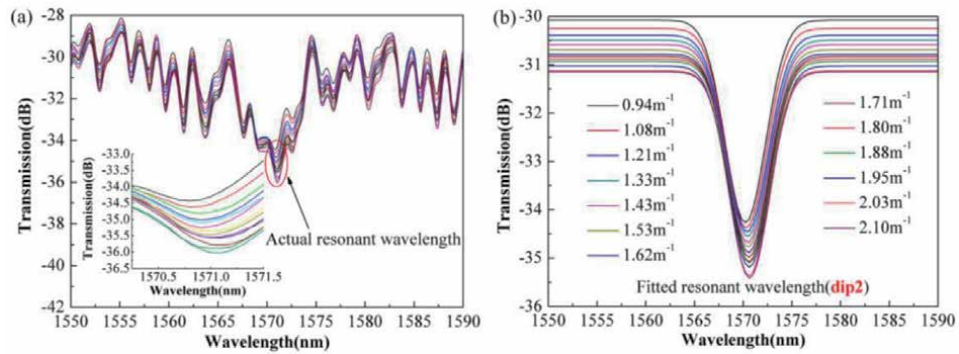 (a)
-28
-30
-32
-34
-36
-38
-40
-42
Transmission(dB)
1550 1555 1560 1565 1570 1575 1580 1585 1590
Wavelength(nm)
-33.0
-33.5
-34.0
-34.5
-35.0
-35.5
-36.0
-36.5
Transmission(dB)
1570.5 1571.0 1571.5
Wavelength(nm)
Actual resonant wavelength
(b)
-30
-31
-32
-33
-34
-35
-36
Transmission(dB)
0.94m⁻¹
1.08m⁻¹
1.21m⁻¹
1.33m⁻¹
1.43m⁻¹
1.53m⁻¹
1.62m⁻¹
1.71m⁻¹
1.80m⁻¹
1.88m⁻¹
1.95m⁻¹
2.03m⁻¹
2.10m⁻¹
Fitted resonant wavelength(dip2)
1550 1555 1560 1565 1570 1575 1580 1585 1590
Wavelength(nm)